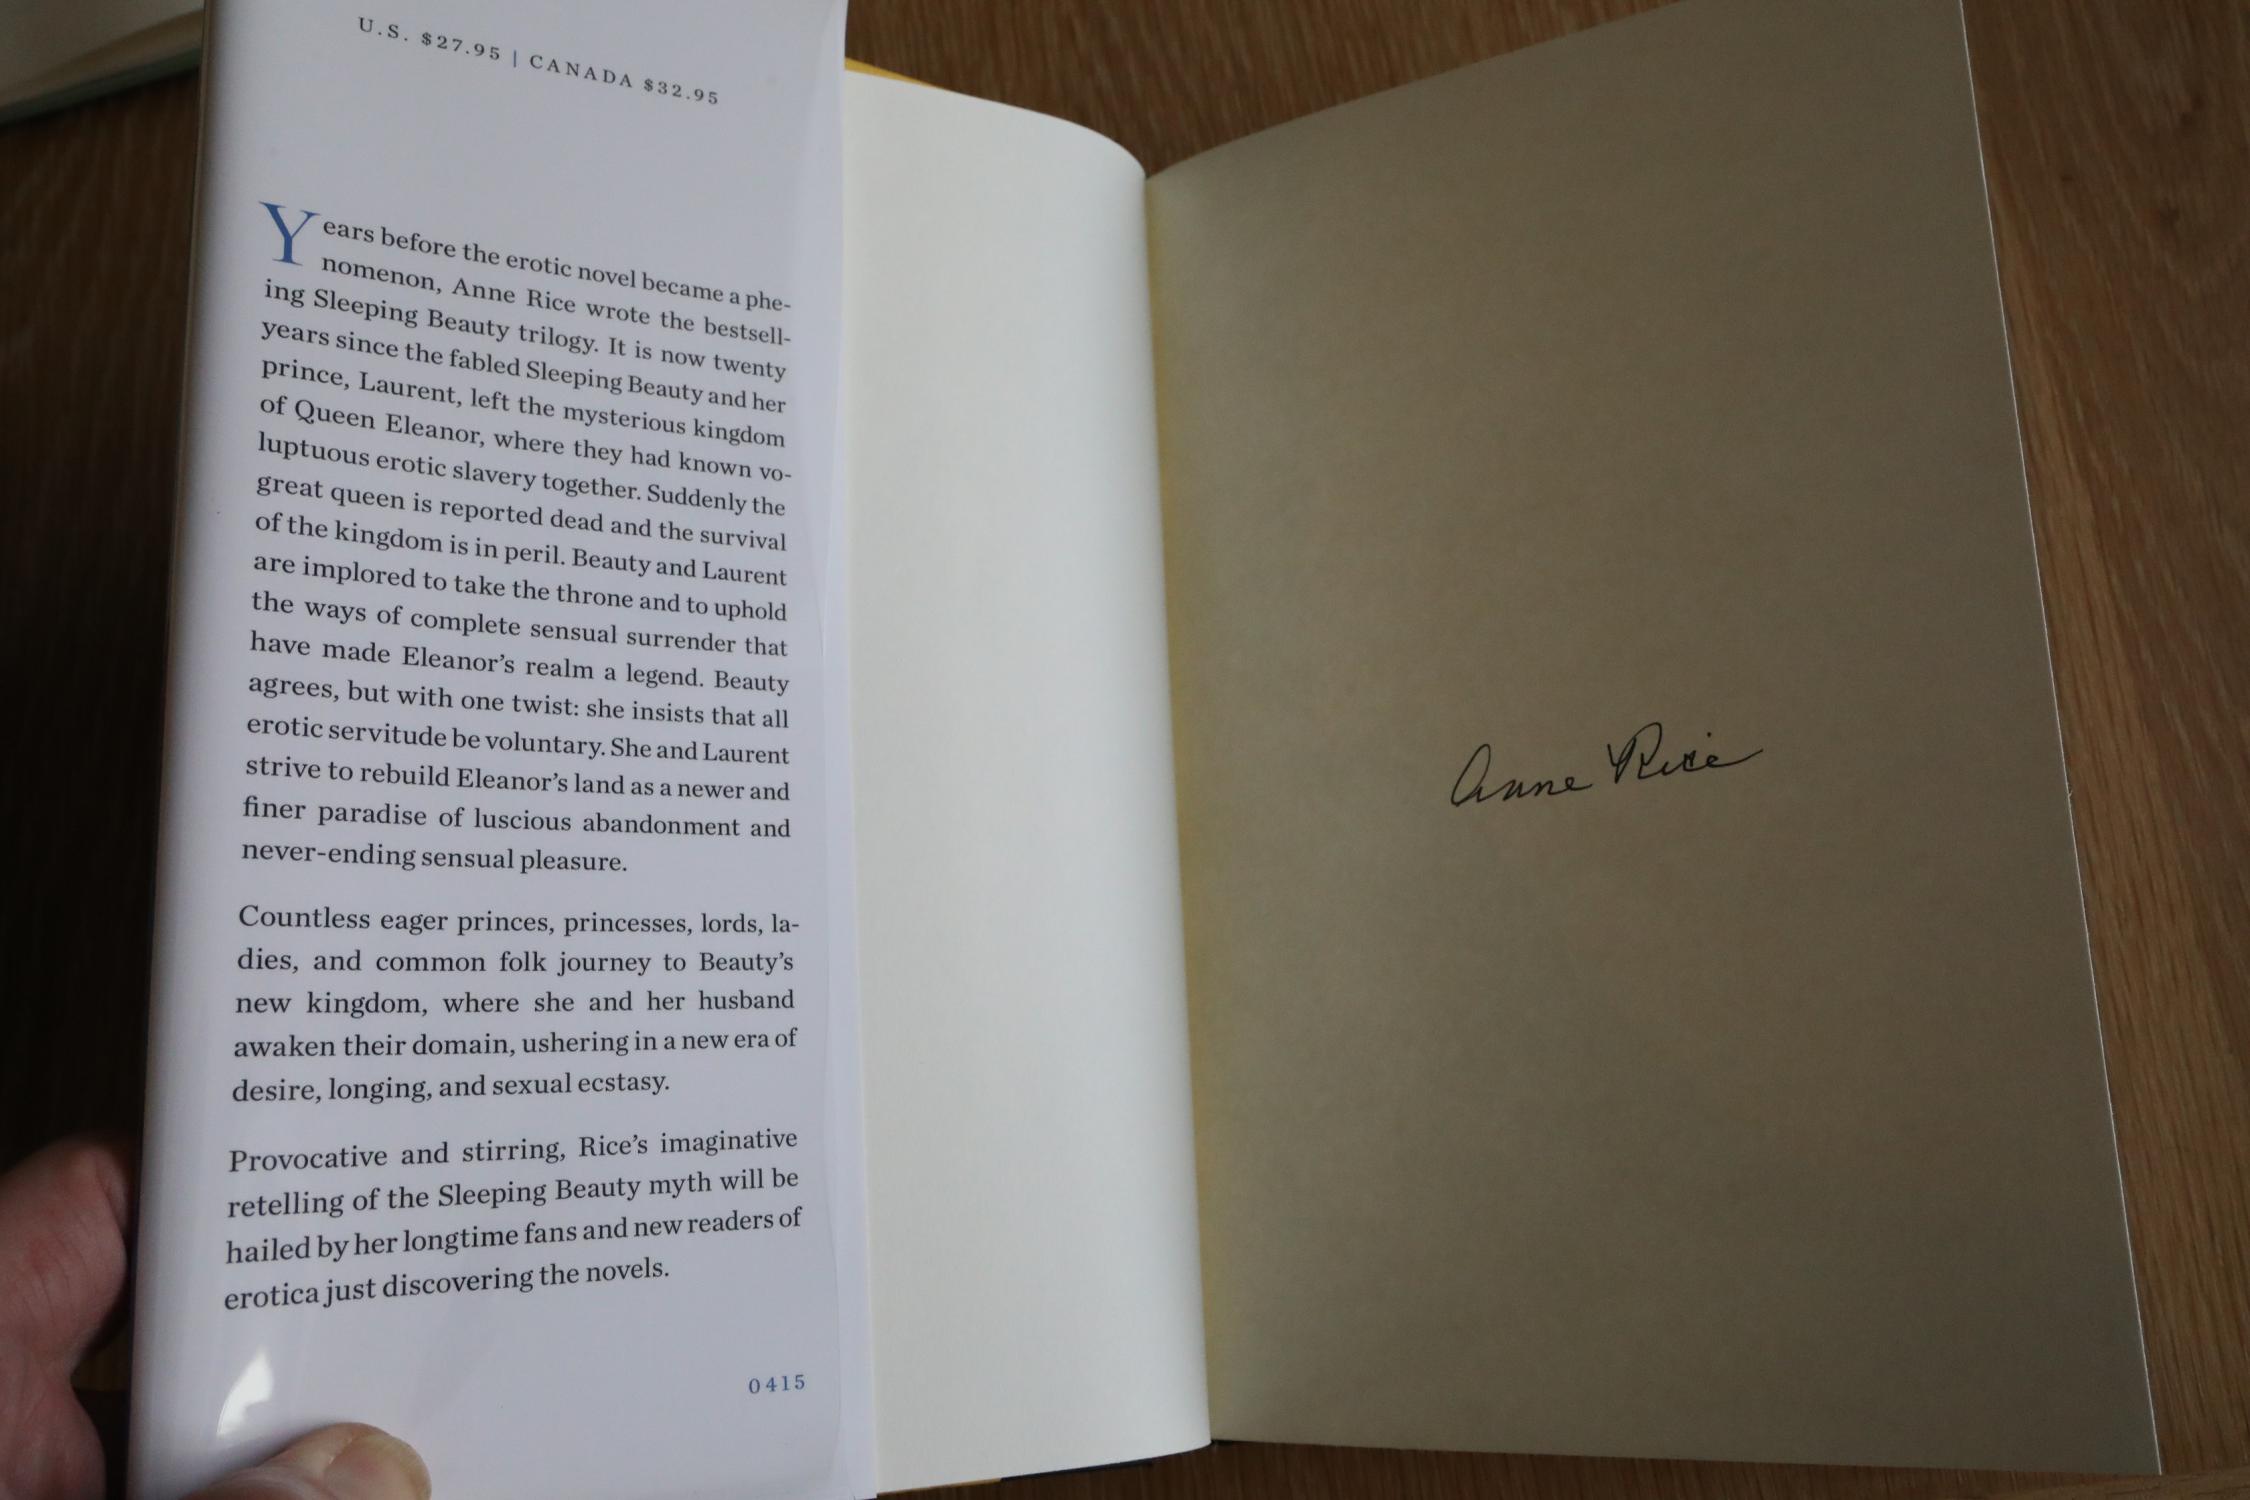 U.S. $27.95 | CANADA $32.95
Years before the erotic novel became a phe-
nomenon, Anne Rice wrote the bestsell-
ing Sleeping Beauty trilogy. It is now twenty
years since the fabled Sleeping Beauty and her
prince, Laurent, left the mysterious kingdom
of Queen Eleanor, where they had known vo-
luptuous erotic slavery together. Suddenly the
great queen is reported dead and the survival
of the kingdom is in peril. Beauty and Laurent
are implored to take the throne and to uphold
the ways of complete sensual surrender that
have made Eleanor’s realm a legend. Beauty
agrees, but with one twist: she insists that all
erotic servitude be voluntary. She and Laurent
strive to rebuild Eleanor’s land as a newer and
finer paradise of luscious abandonment and
never-ending sensual pleasure.
Countless eager princes, princesses, lords, la-
dies, and common folk journey to Beauty’s
new kingdom, where she and her husband
awaken their domain, ushering in a new era of
desire, longing, and sexual ecstasy.
Provocative and stirring, Rice’s imaginative
retelling of the Sleeping Beauty myth will be
hailed by her longtime fans and new readers of
erotica just discovering the novels.
0415
Anne Rice